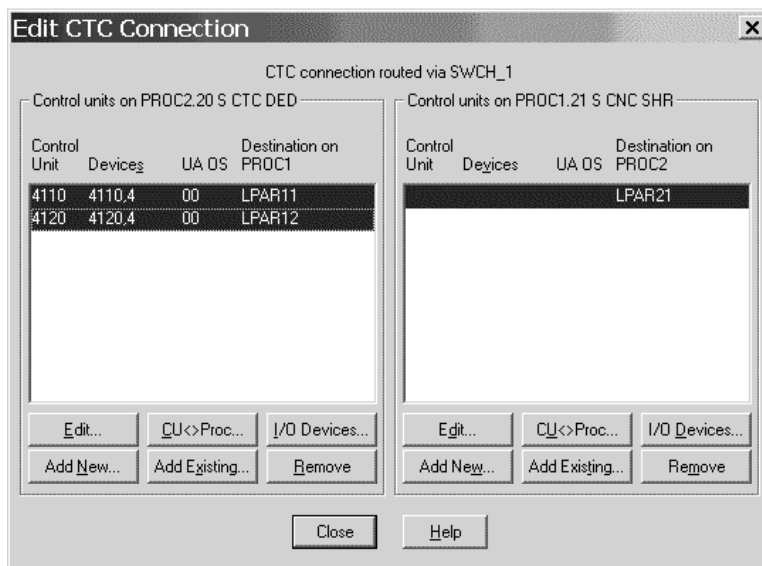 Edit CTC Connection
CTC connection routed via SWCH_1
Control units on PROC2.20 S CTC DED
Control Unit Devices UA OS Destination on PROC1
4110 4110,4 00 LPAR11
4120 4120,4 00 LPAR12
Edit... CU<>Proc... I/O Devices...
Add New... Add Existing... Remove
Control units on PROC1.21 S CNC SHR
Control Unit Devices UA OS Destination on PROC2
LPAR21
Edit... CU<>Proc... I/O Devices...
Add New... Add Existing... Remove
Close Help